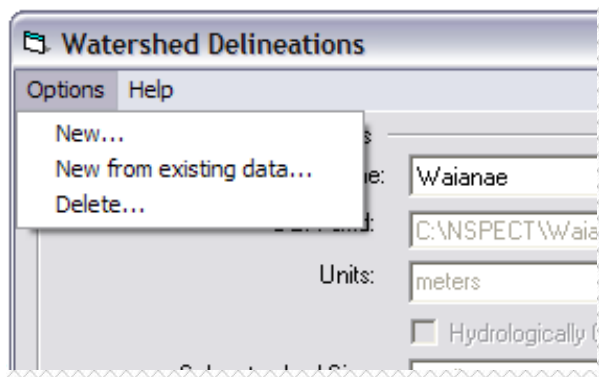 Watershed Delineations
Options Help
New...
New from existing data...
Delete...
Waianae
C:\NSPECT\Waia
Units:
meters
Hydrologically